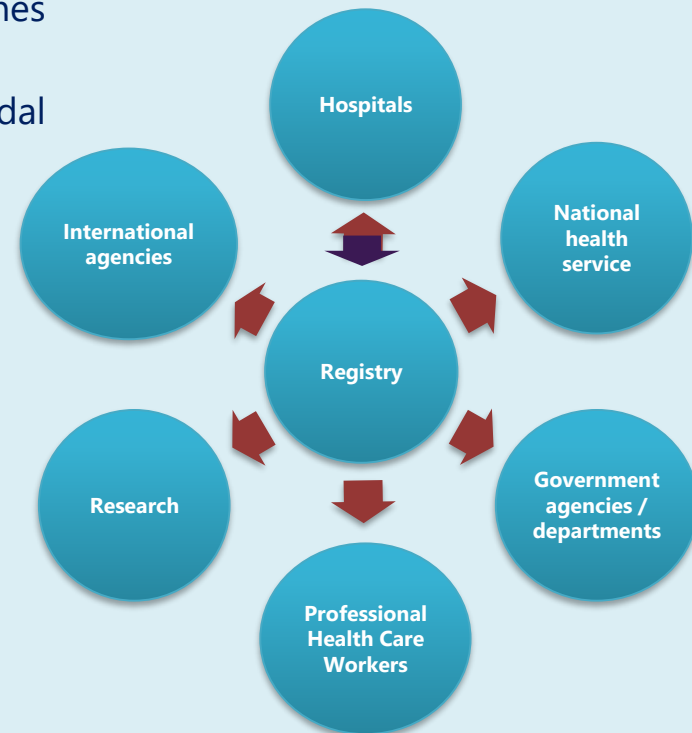 Hospitals
International
agencies
National
health
service
Registry
Research
Government
agencies /
departments
Professional
Health Care
Workers